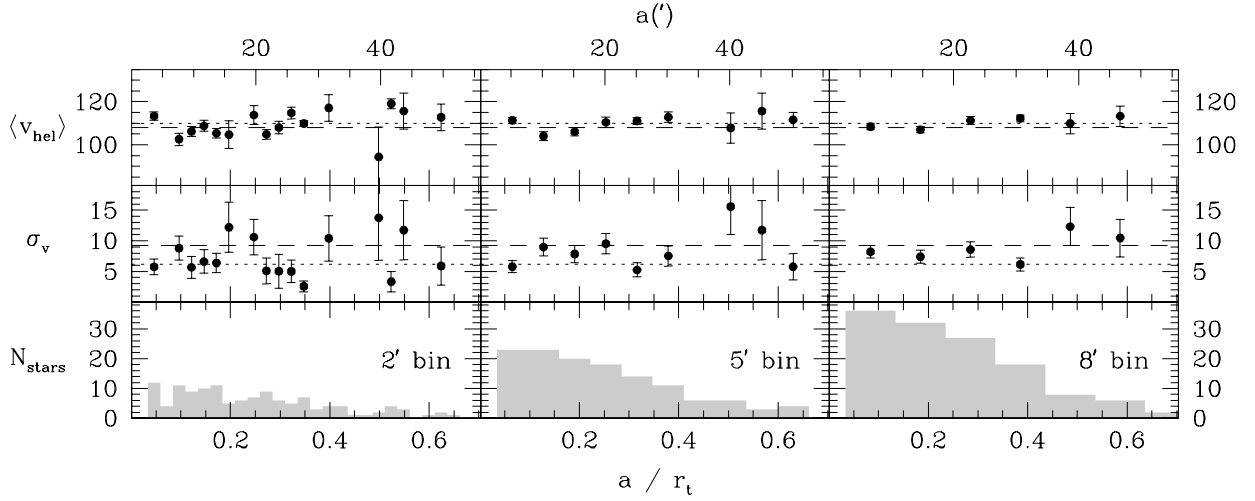 a(′)
20 40 20 40 20 40
⟨v_hel⟩ 120 100 120 100
σ_v 15 10 5 15 10 5
N_stars 30 20 10 0 30 20 10 0
2′ bin 5′ bin 8′ bin
0.2 0.4 0.6 0.2 0.4 0.6 0.2 0.4 0.6
a / r_t